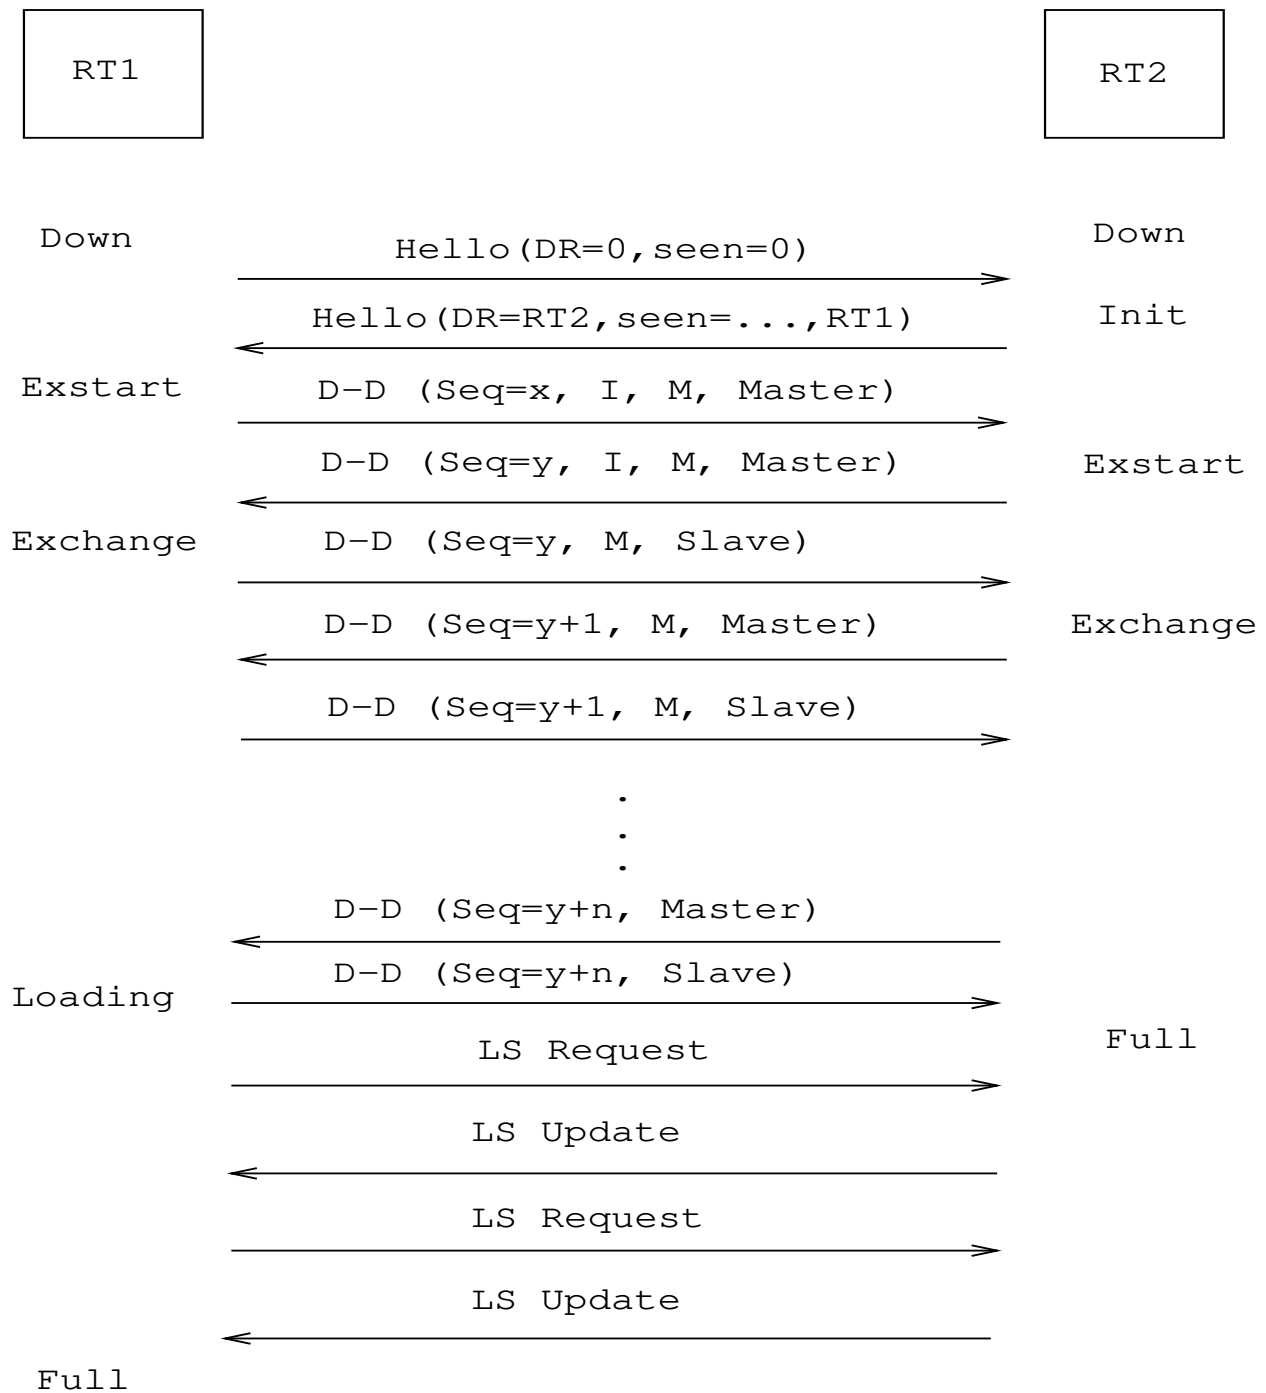 RT1
RT2
Down
Hello(DR=0,seen=0)
Down
Hello(DR=RT2,seen=...,RT1)
Init
Exstart
D-D (Seq=x, I, M, Master)
D-D (Seq=y, I, M, Master)
Exstart
Exchange
D-D (Seq=y, M, Slave)
D-D (Seq=y+1, M, Master)
Exchange
D-D (Seq=y+1, M, Slave)
.
.
.
D-D (Seq=y+n, Master)
D-D (Seq=y+n, Slave)
Loading
Full
LS Request
LS Update
LS Request
LS Update
Full